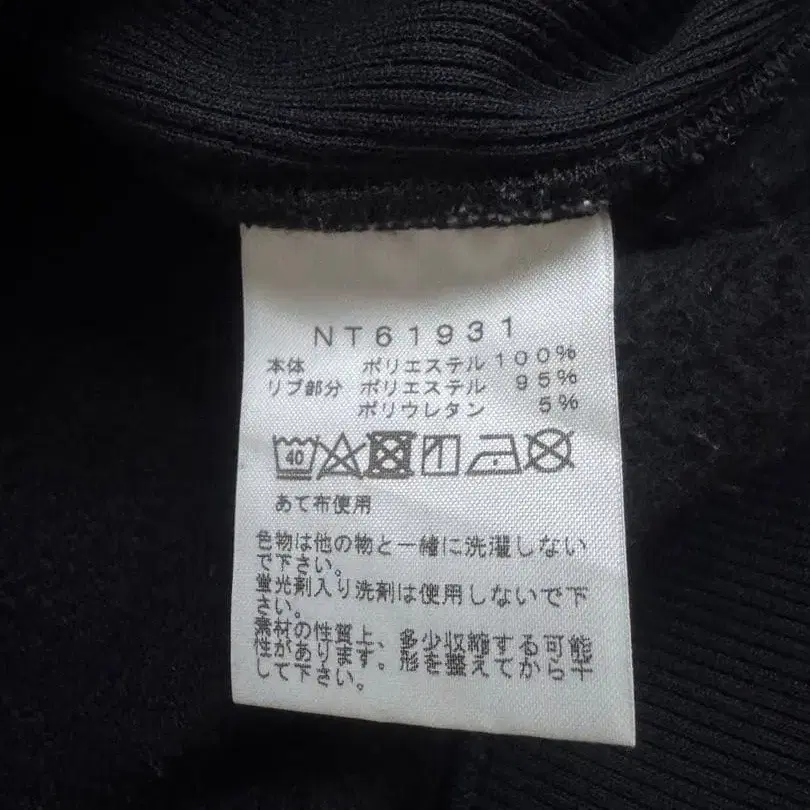 NT61931
本体 ポリエステル 100%
リブ部分 ポリエステル 95%
ポリウレタン 5%
40
あて布使用
色物は他の物と一緒に洗濯しない
で下さい。
蛍光剤入り洗剤は使用しないで下
さい。
素材の性質上、多少収縮する可能
性があります。形を整えてから干
して下さい。